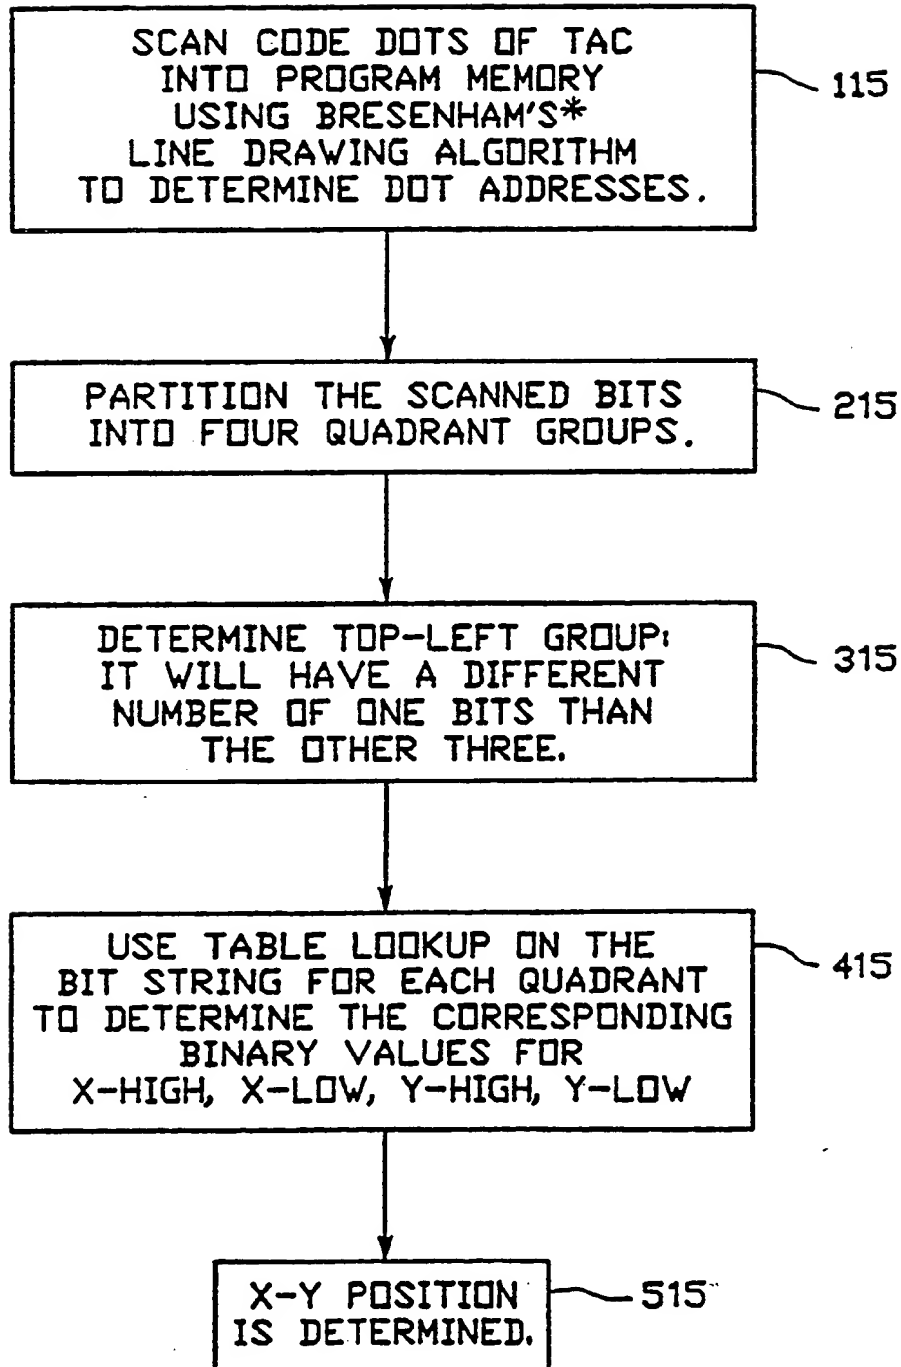 SCAN CODE DOTS OF TAC
INTO PROGRAM MEMORY
USING BRESENHAM'S*
LINE DRAWING ALGORITHM
TO DETERMINE DOT ADDRESSES.
115
PARTITION THE SCANNED BITS
INTO FOUR QUADRANT GROUPS.
215
DETERMINE TOP-LEFT GROUP:
IT WILL HAVE A DIFFERENT
NUMBER OF ONE BITS THAN
THE OTHER THREE.
315
USE TABLE LOOKUP ON THE
BIT STRING FOR EACH QUADRANT
TO DETERMINE THE CORRESPONDING
BINARY VALUES FOR
X-HIGH, X-LOW, Y-HIGH, Y-LOW
415
X-Y POSITION
IS DETERMINED.
515